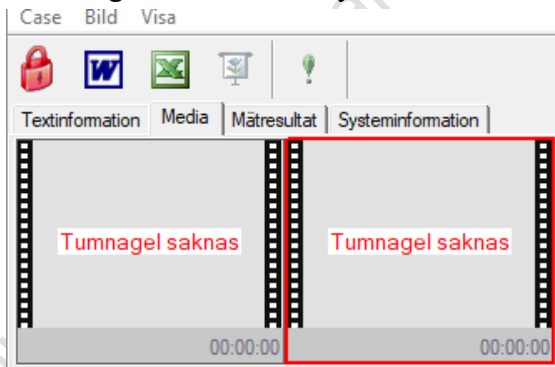 Case Bild Visa
Textinformation Media Mätresultat Systeminformation
Tumnagel saknas Tumnagel saknas
00:00:00 00:00:00